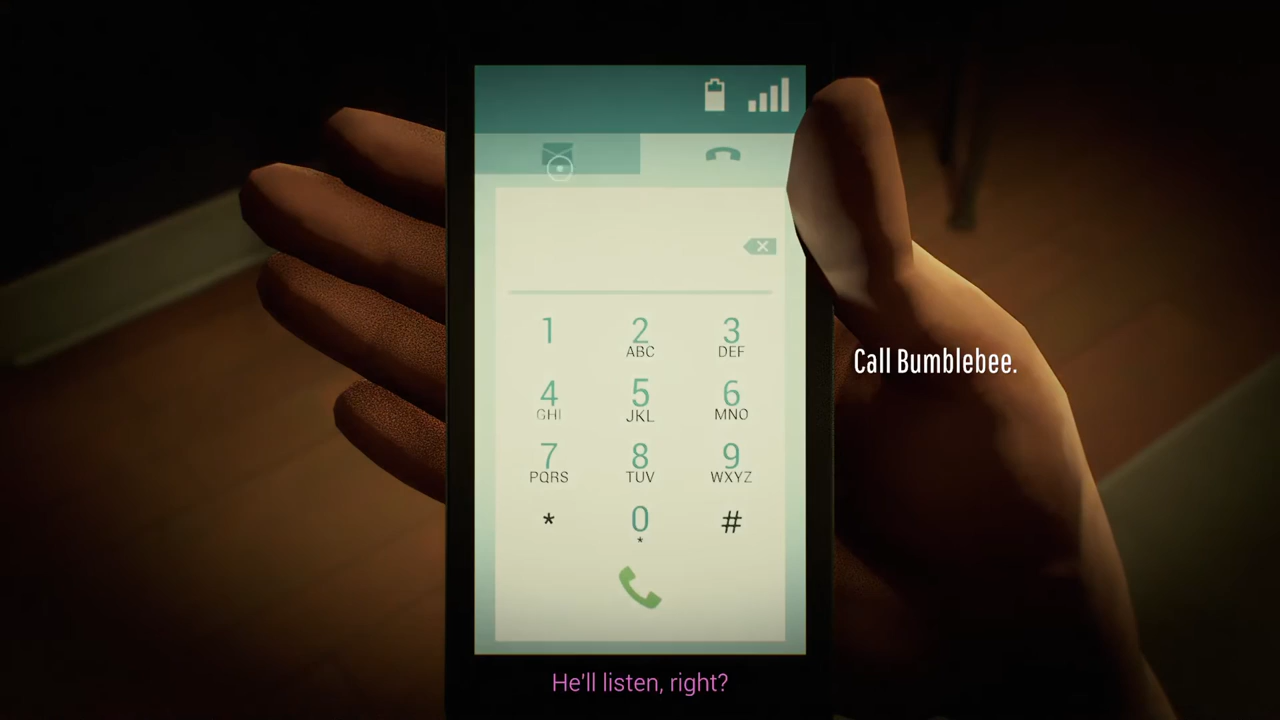 1 2 3
ABC DEF
Call Bumblebee.
4 5 6
GHI JKL MNO
7 8 9
PQRS TUV WXYZ
* 0 #
*
He'll listen, right?